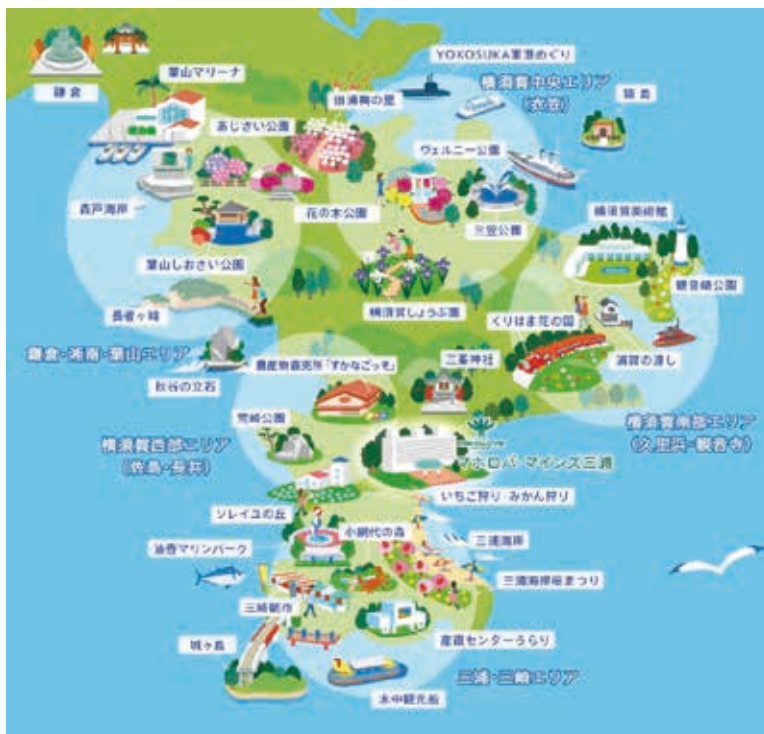 YOKOSUKA軍港めぐり
横須賀中央エリア
(衣笠)
猿島
鎌倉
葉山マリーナ
田浦梅の里
あじさい公園
ヴェルニー公園
森戸海岸
花の木公園
三笠公園
横須賀美術館
観音崎公園
葉山しおさい公園
長者ヶ崎
横須賀しょうぶ園
くりはま花の国
浦賀の渡し
鎌倉・湘南・葉山エリア
秋谷の立石
農産物直売所「すかなごっそ」
三峯神社
荒崎公園
横須賀南部エリア
(久里浜・観音寺)
横須賀西部エリア
(佐島・長井)
マホロバ・マインズ三浦
いちご狩り・みかん狩り
ソレイユの丘
小網代の森
三浦海岸
油壺マリンパーク
三浦海岸桜まつり
三崎朝市
産直センターうらり
城ヶ島
三浦・三崎エリア
水中観光船